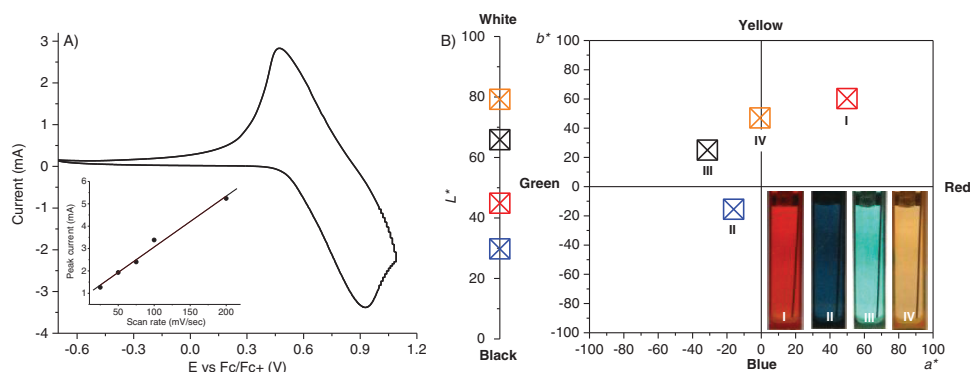 A)
Current (mA)
3
2
1
0
-1
-2
-3
-4
-0.6
-0.3
0.0
0.3
0.6
0.9
1.2
E vs Fc/Fc+ (V)
Peak current (mA)
6
5
4
3
2
1
50
100
150
200
Scan rate (mV/sec)
B)
White
L*
100
80
60
40
20
0
Black
Yellow
b*
100
80
60
40
20
0
-20
-40
-60
-80
-100
Green
Red
I
IV
III
II
I
II
III
IV
-100
-80
-60
-40
-20
0
20
40
60
80
100
Blue
a*